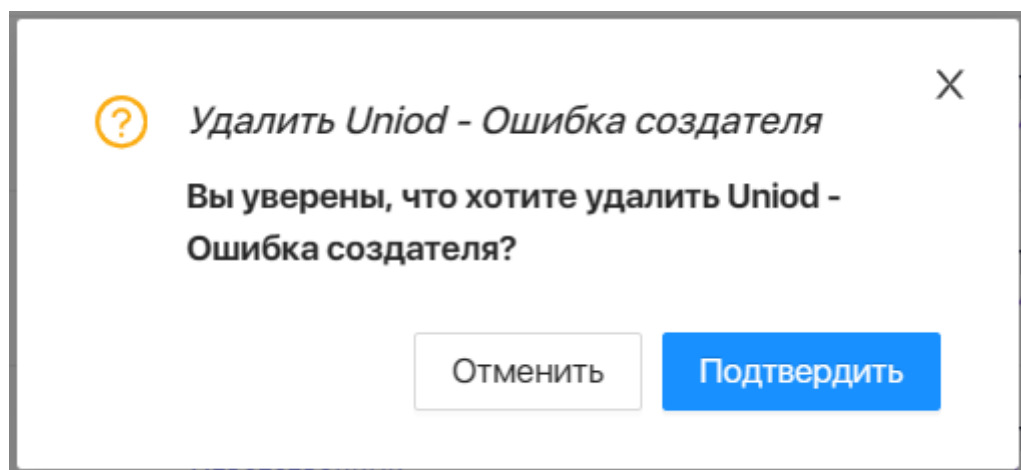 Удалить Uniod - Ошибка создателя
Вы уверены, что хотите удалить Uniod -
Ошибка создателя?
Отменить
Подтвердить